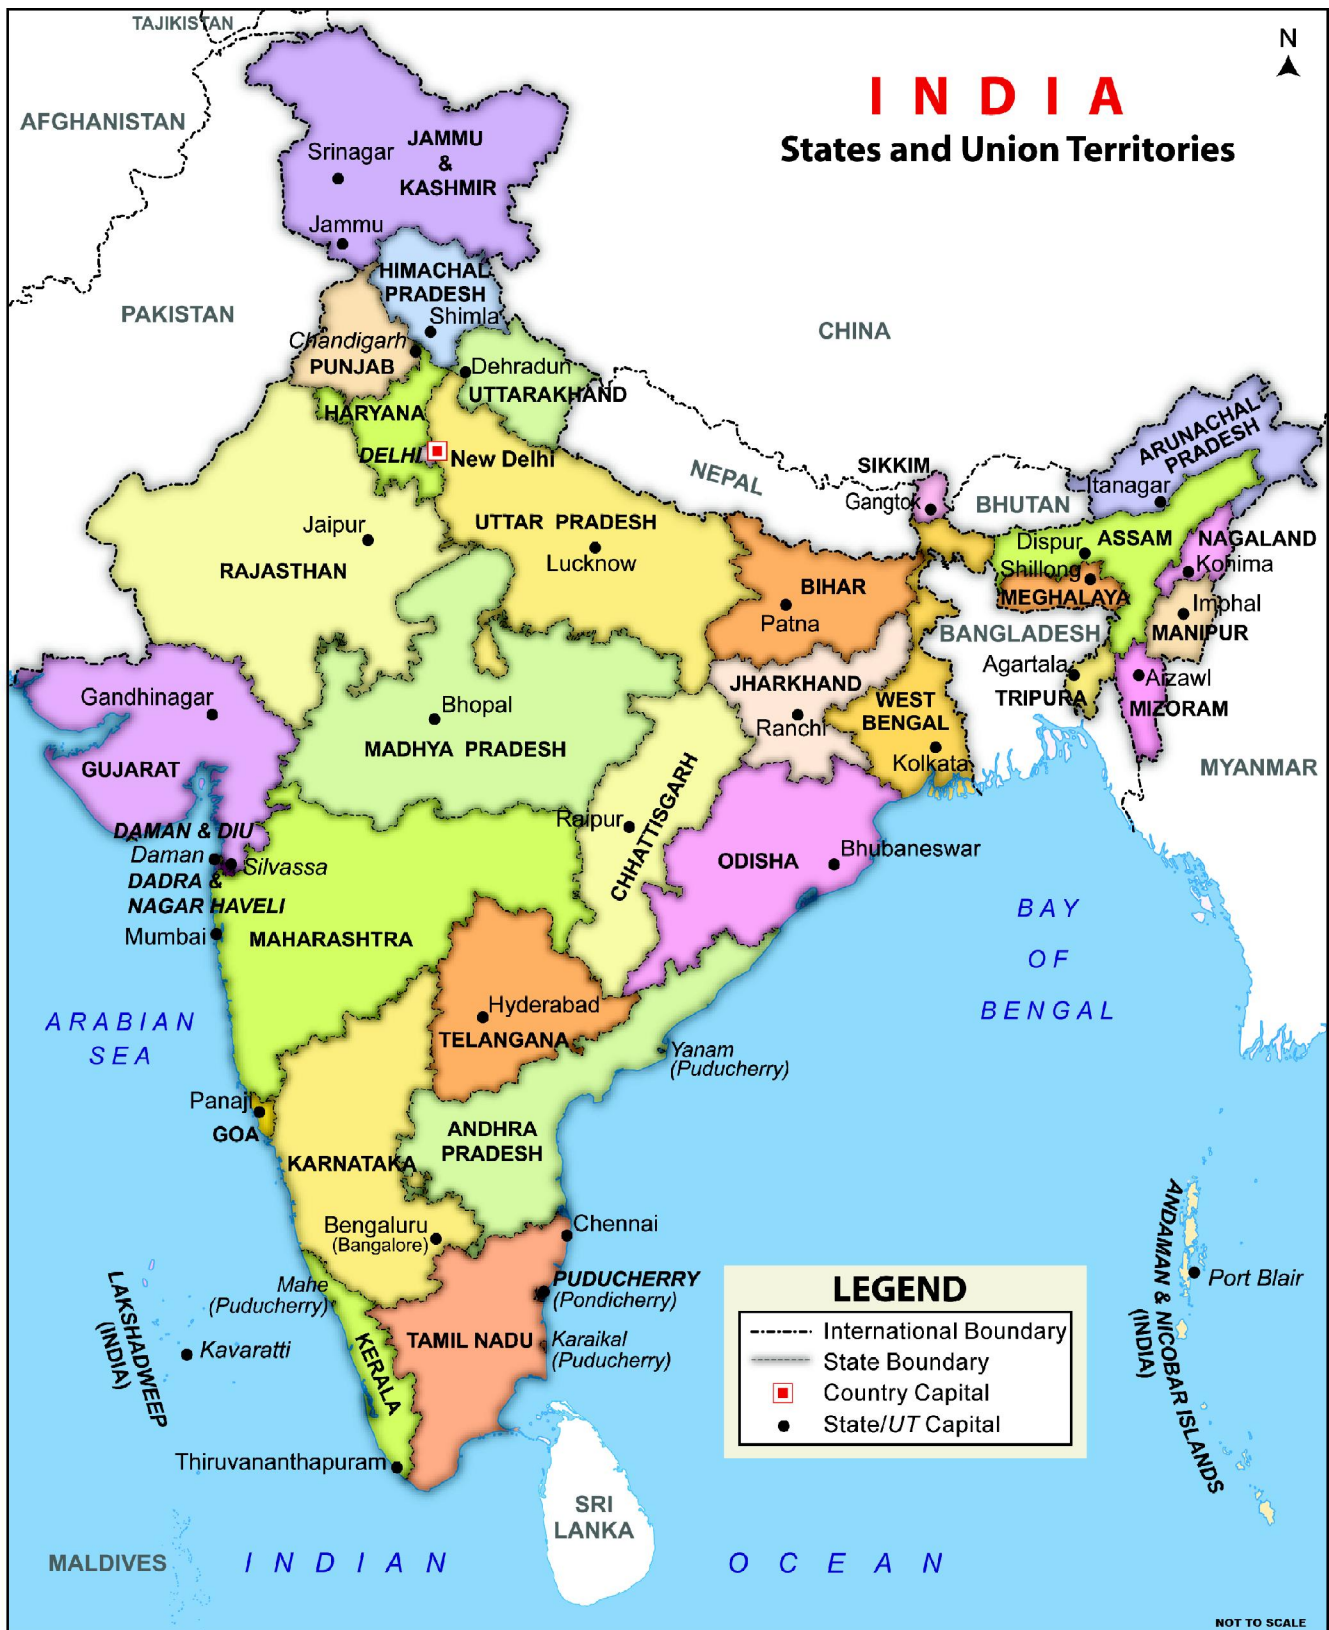 TAJIKISTAN
N
INDIA
States and Union Territories
AFGHANISTAN
JAMMU
&
KASHMIR
Srinagar
Jammu
HIMACHAL
PRADESH
Shimla
PAKISTAN
CHINA
Chandigarh
PUNJAB
Dehradun
UTTARAKHAND
HARYANA
DELHI
New Delhi
NEPAL
SIKKIM
Gangtok
BHUTAN
ARUNACHAL
PRADESH
Itanagar
UTTAR PRADESH
Lucknow
Jaipur
RAJASTHAN
Dispur
ASSAM
NAGALAND
Kohima
Shillong
MEGHALAYA
BIHAR
Patna
Imphal
MANIPUR
BANGLADESH
Agartala
TRIPURA
Aizawl
MIZORAM
JHARKHAND
Ranchi
WEST
BENGAL
Kolkata
MYANMAR
Gandhinagar
GUJARAT
Bhopal
MADHYA PRADESH
CHHATTISGARH
Raipur
DAMAN & DIU
Daman
Silvassa
DADRA &
NAGAR HAVELI
Mumbai
MAHARASHTRA
ODISHA
Bhubaneswar
BAY
OF
BENGAL
ARABIAN
SEA
Hyderabad
TELANGANA
Yanam
(Puducherry)
Panaji
GOA
KARNATAKA
ANDHRA
PRADESH
Bengaluru
(Bangalore)
Chennai
Mahe
(Puducherry)
PUDUCHERRY
(Pondicherry)
TAMIL NADU
Karaikal
(Puducherry)
KERALA
LAKSHADWEEP
(INDIA)
Kavaratti
Thiruvananthapuram
ANDAMAN & NICOBAR ISLANDS
(INDIA)
Port Blair
LEGEND
International Boundary
State Boundary
Country Capital
State/UT Capital
SRI
LANKA
MALDIVES
INDIAN OCEAN
NOT TO SCALE